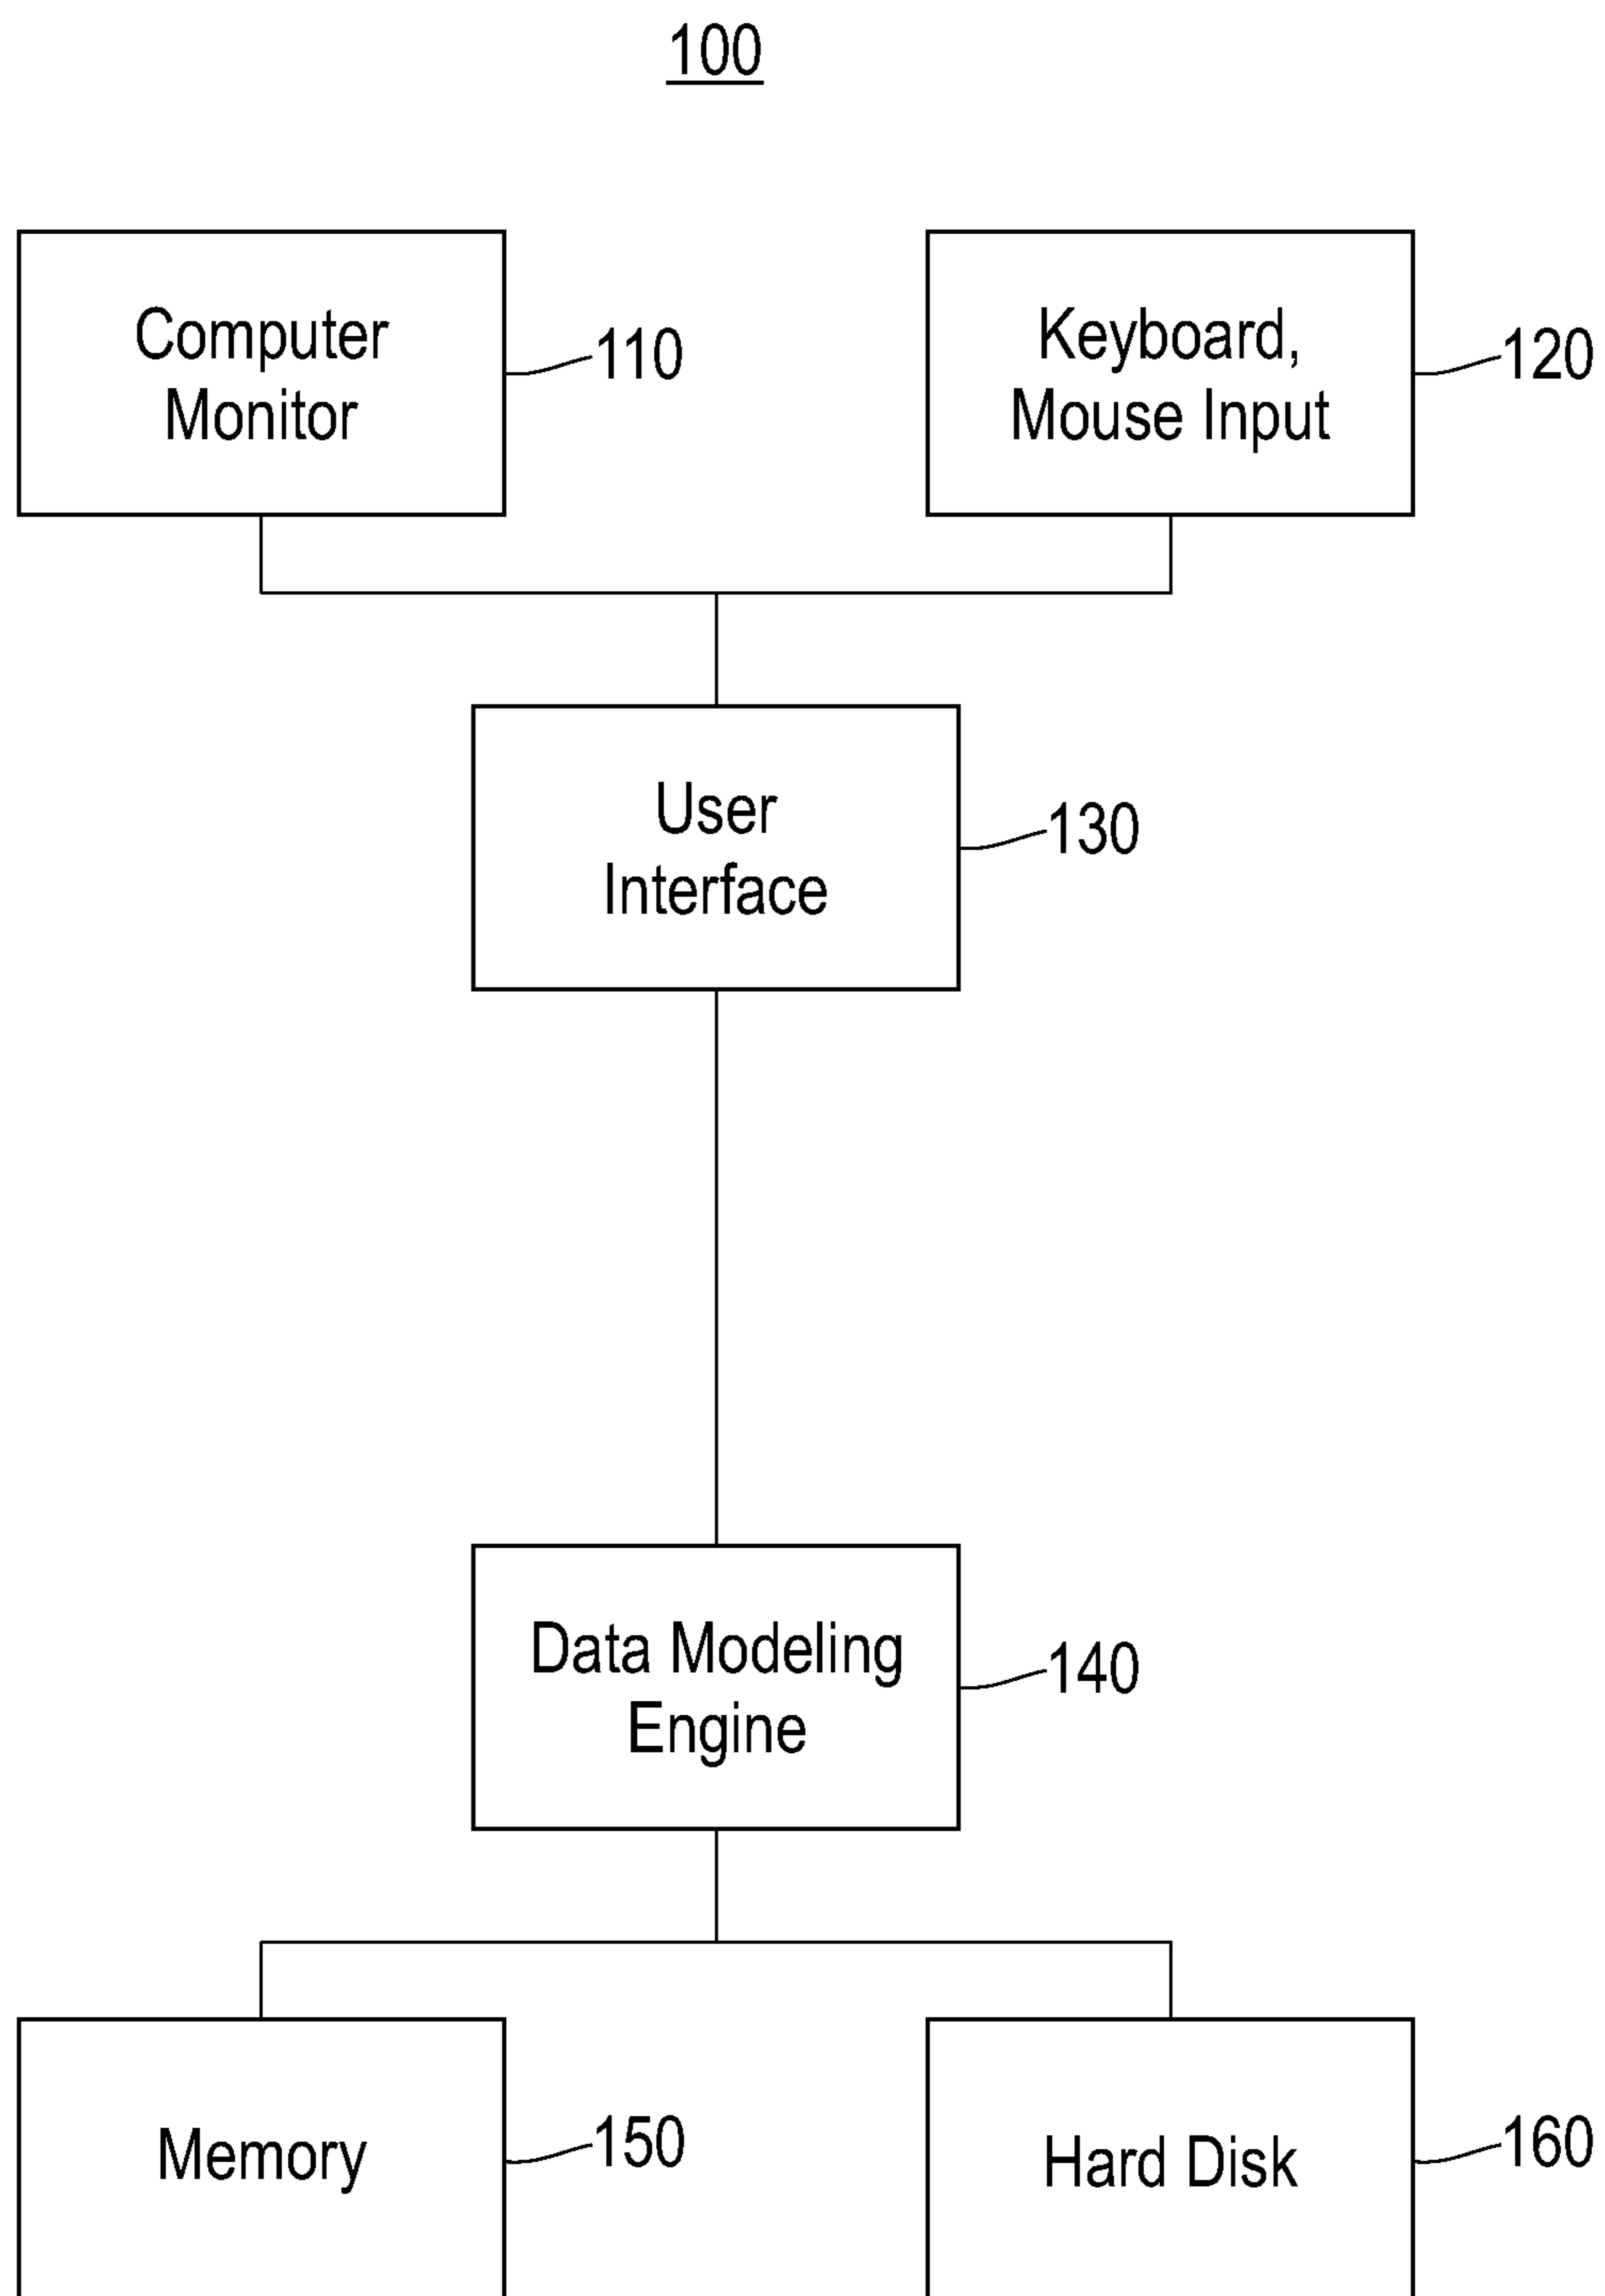 100
Computer
Monitor
110
Keyboard,
Mouse Input
120
User
Interface
130
Data Modeling
Engine
140
Memory
150
Hard Disk
160